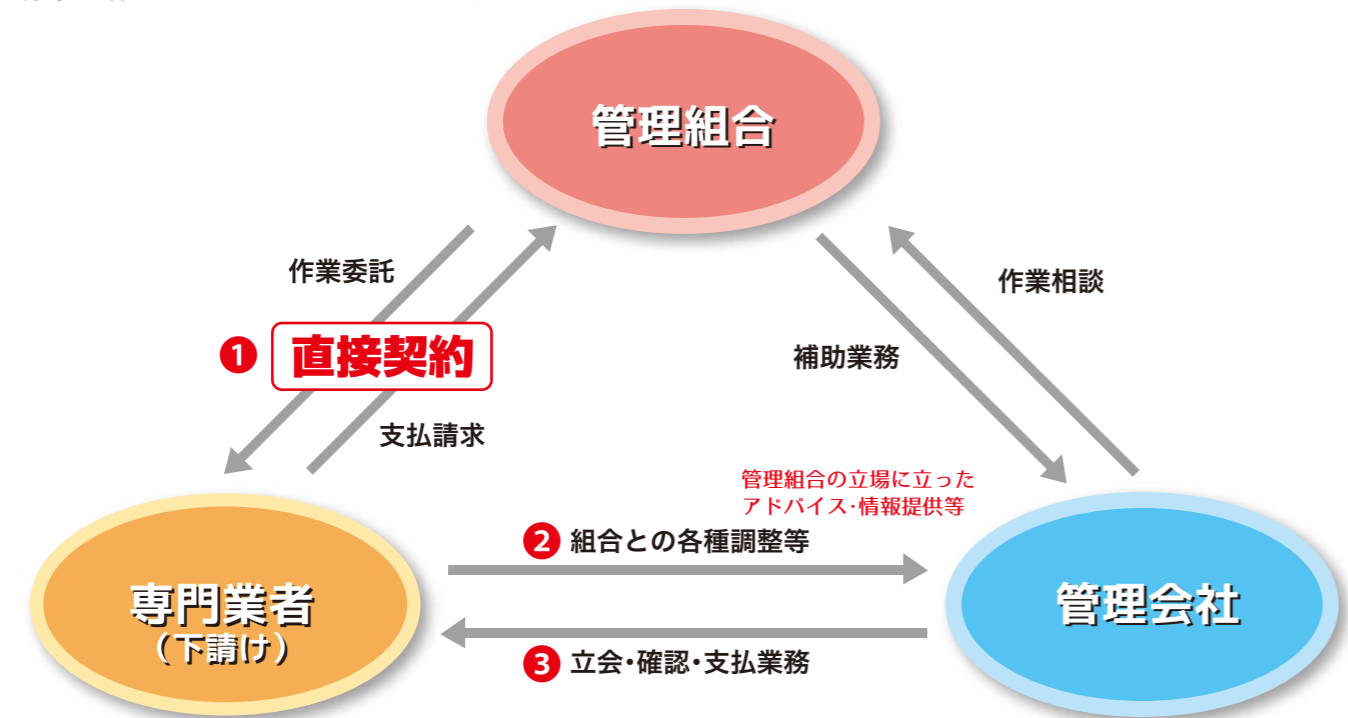 管理組合
作業委託
作業相談
❶ 直接契約
補助業務
支払請求
管理組合の立場に立った
アドバイス・情報提供等
❷ 組合との各種調整等
専門業者
（下請け）
管理会社
❸ 立会・確認・支払業務